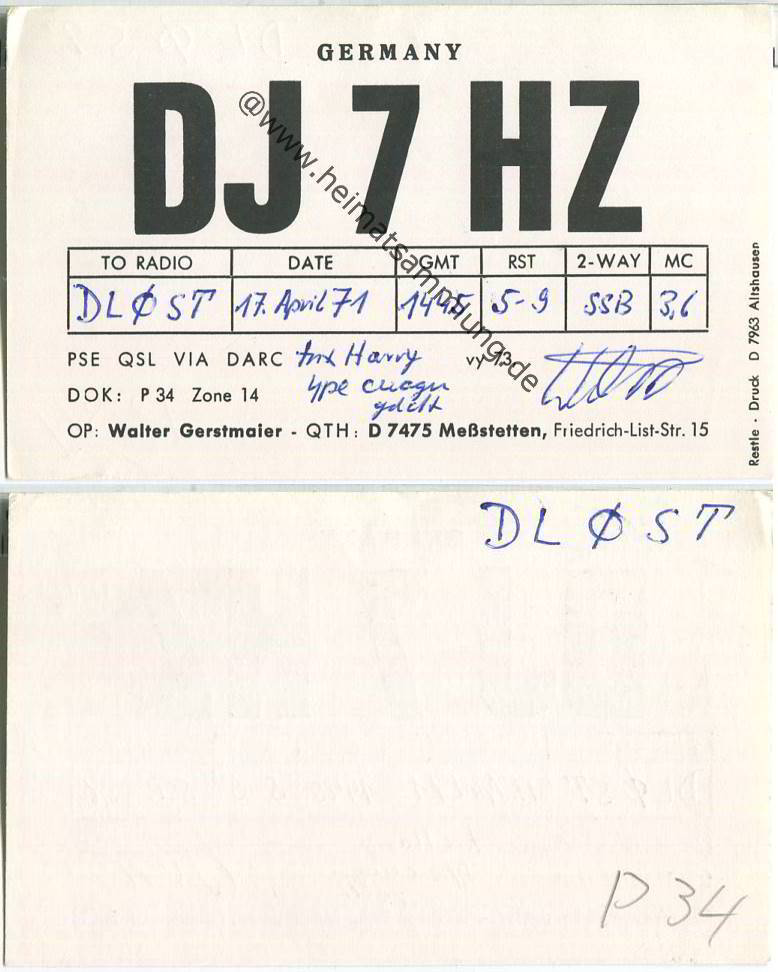 GERMANY
DJ 7 HZ
@www.heimatsammlung.de
TO RADIO DATE GMT RST 2-WAY MC
DLØST 17. April 71 1445 5-9 SSB 3,6
PSE QSL VIA DARC tnx Harry vy 73,
DOK: P 34 Zone 14 hpe cuagn
OP: Walter Gerstmaier - QTH: D 7475 Meßstetten, Friedrich-List-Str. 15
Restle · Druck D 7963 Altshausen
DLØST
P 34